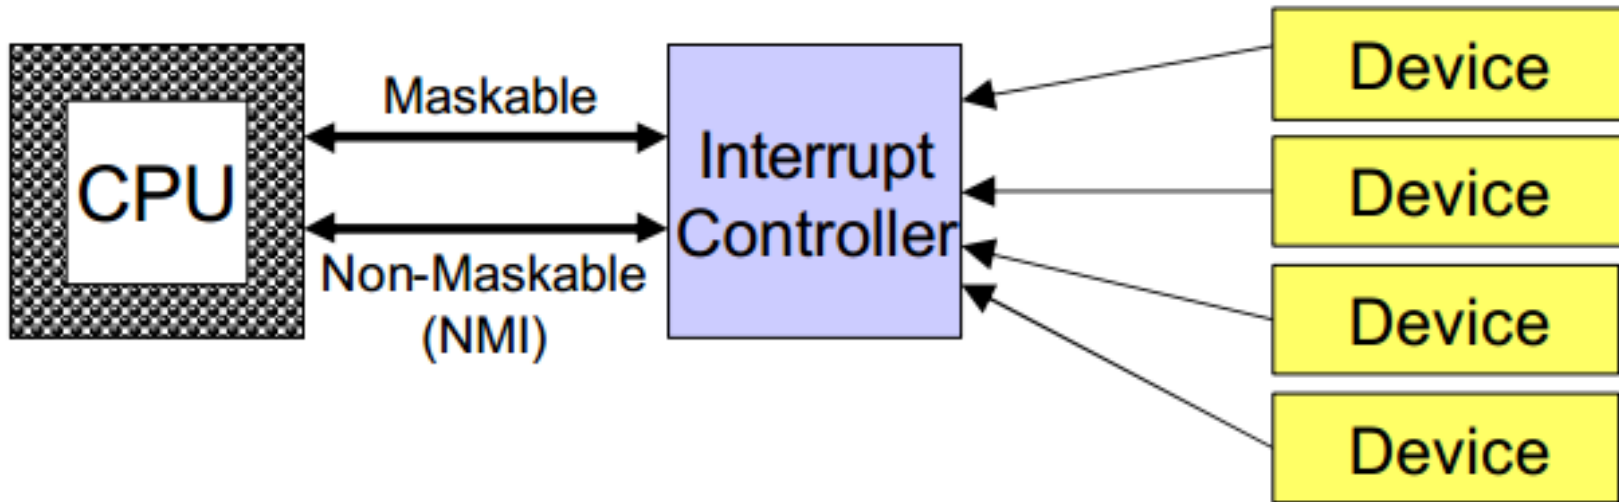 CPU
Maskable
Non-Maskable
(NMI)
Interrupt
Controller
Device
Device
Device
Device